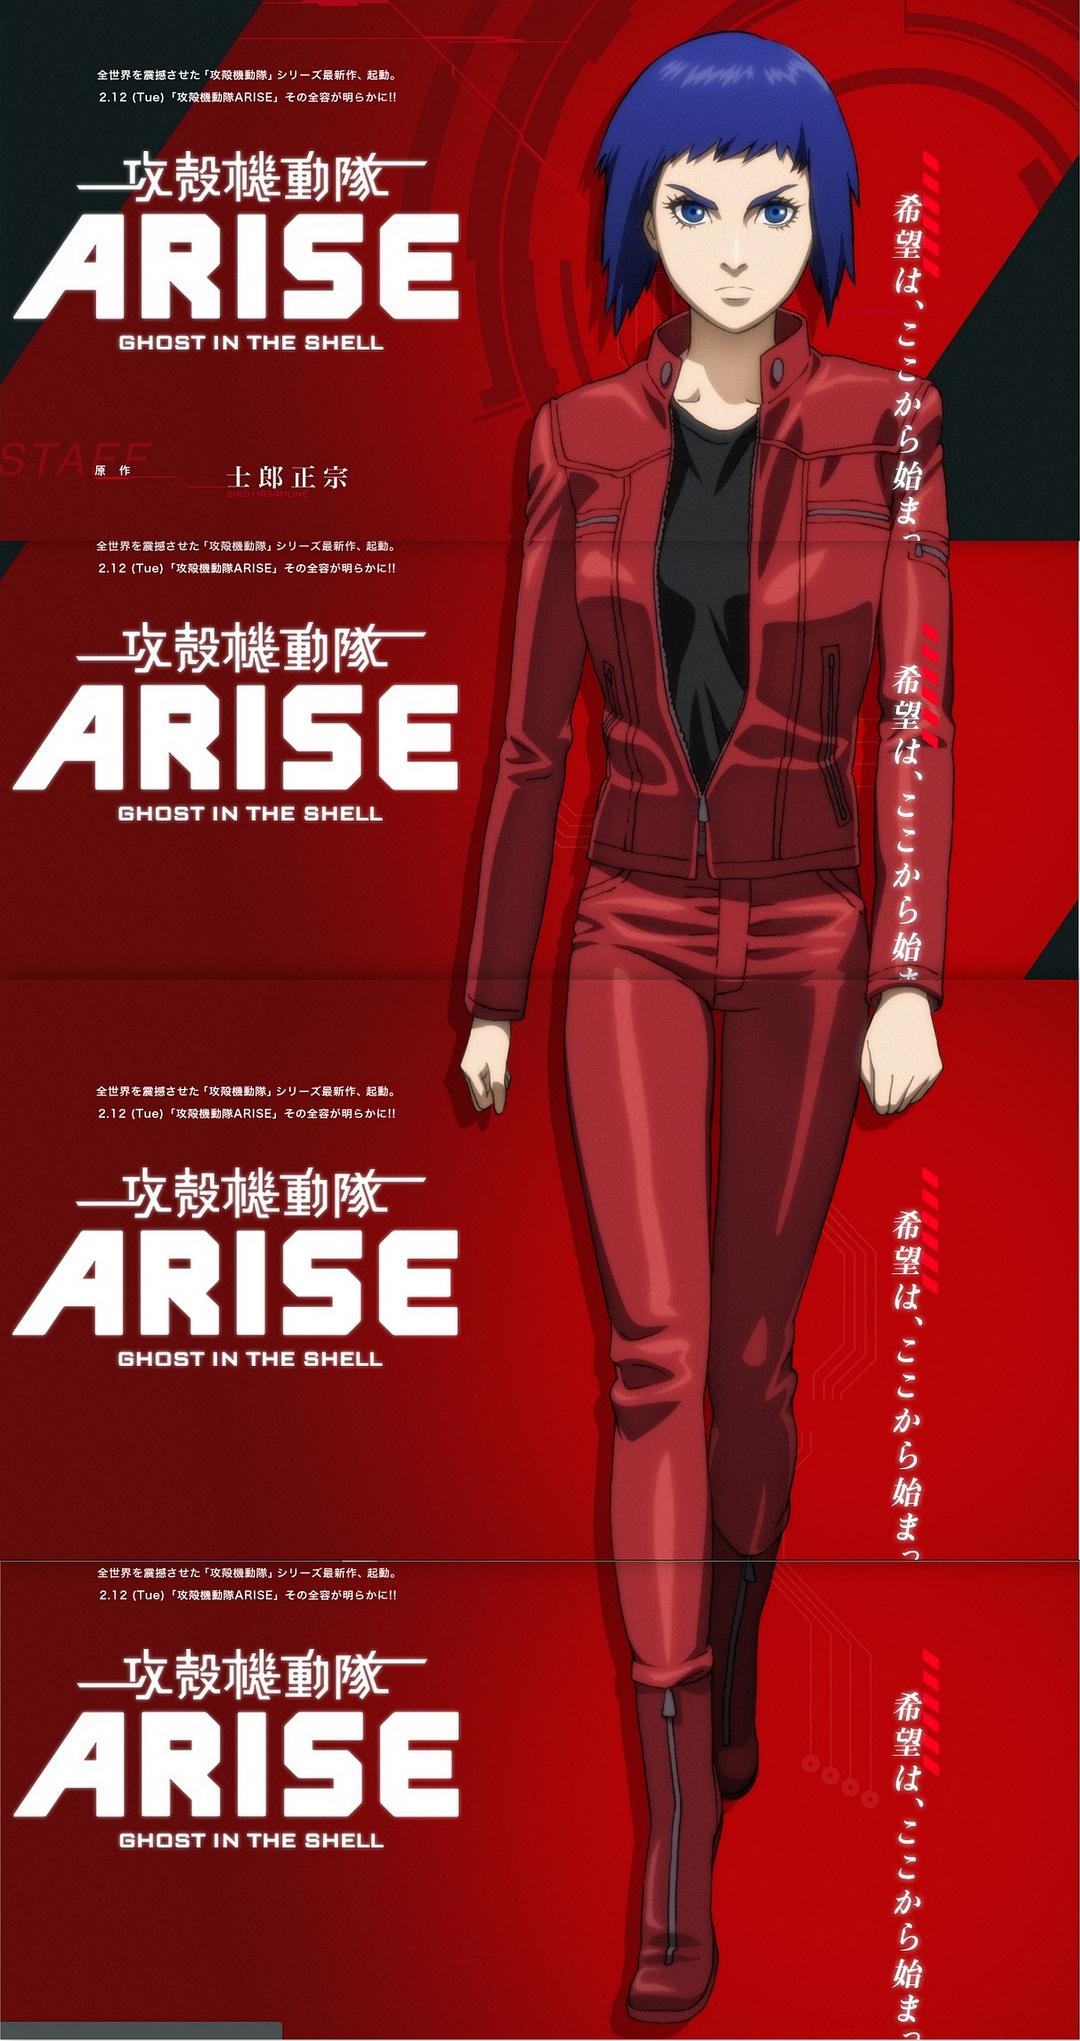 全世界を震撼させた「攻殻機動隊」シリーズ最新作、起動。
2.12 (Tue)「攻殻機動隊ARISE」その全容が明らかに!!
攻殻機動隊
ARISE
GHOST IN THE SHELL
希望は、ここから始まっ
STAFF
原作
士郎正宗
SIRO MASAMUNE
全世界を震撼させた「攻殻機動隊」シリーズ最新作、起動。
2.12 (Tue)「攻殻機動隊ARISE」その全容が明らかに!!
攻殻機動隊
ARISE
GHOST IN THE SHELL
希望は、ここから始ま
全世界を震撼させた「攻殻機動隊」シリーズ最新作、起動。
2.12 (Tue)「攻殻機動隊ARISE」その全容が明らかに!!
攻殻機動隊
ARISE
GHOST IN THE SHELL
希望は、ここから始まっ
全世界を震撼させた「攻殻機動隊」シリーズ最新作、起動。
2.12 (Tue)「攻殻機動隊ARISE」その全容が明らかに!!
攻殻機動隊
ARISE
GHOST IN THE SHELL
希望は、ここから始まっ